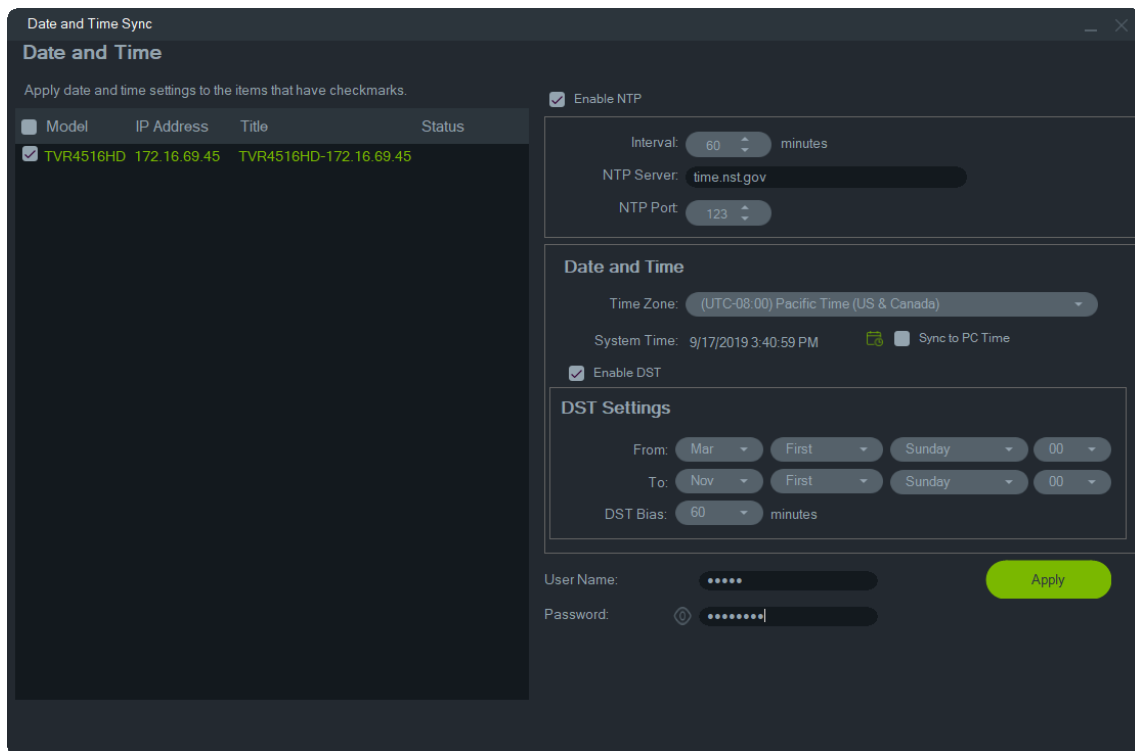 Date and Time Sync
Date and Time
Apply date and time settings to the items that have checkmarks.
Model IP Address Title Status
TVR4516HD 172.16.69.45 TVR4516HD-172.16.69.45
Enable NTP
Interval: 60 minutes
NTP Server: time.nst.gov
NTP Port: 123
Date and Time
Time Zone: (UTC-08:00) Pacific Time (US & Canada)
System Time: 9/17/2019 3:40:59 PM Sync to PC Time
Enable DST
DST Settings
From: Mar First Sunday 00
To: Nov First Sunday 00
DST Bias: 60 minutes
User Name: •••••
Apply
Password: ••••••••